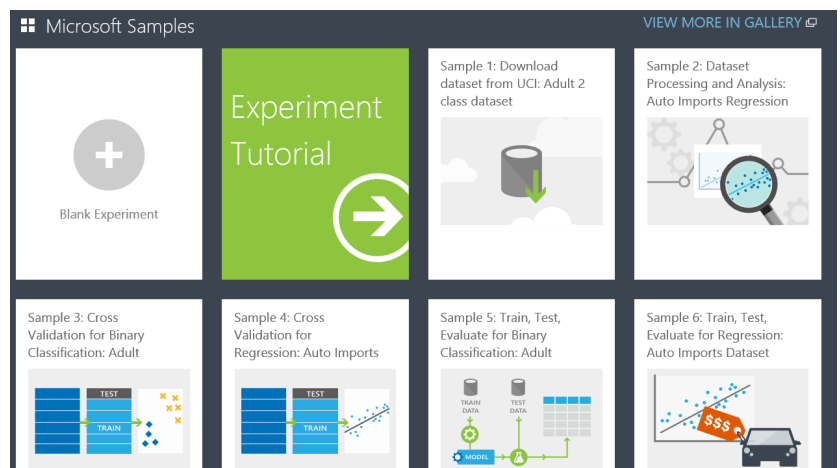 Microsoft Samples
VIEW MORE IN GALLERY
Blank Experiment
Experiment
Tutorial
Sample 1: Download
dataset from UCI: Adult 2
class dataset
Sample 2: Dataset
Processing and Analysis:
Auto Imports Regression
Sample 3: Cross
Validation for Binary
Classification: Adult
TEST
TRAIN
Sample 4: Cross
Validation for
Regression: Auto Imports
TEST
TRAIN
Sample 5: Train, Test,
Evaluate for Binary
Classification: Adult
TRAIN
DATA
TEST
DATA
MODEL
Sample 6: Train, Test,
Evaluate for Regression:
Auto Imports Dataset
$$$